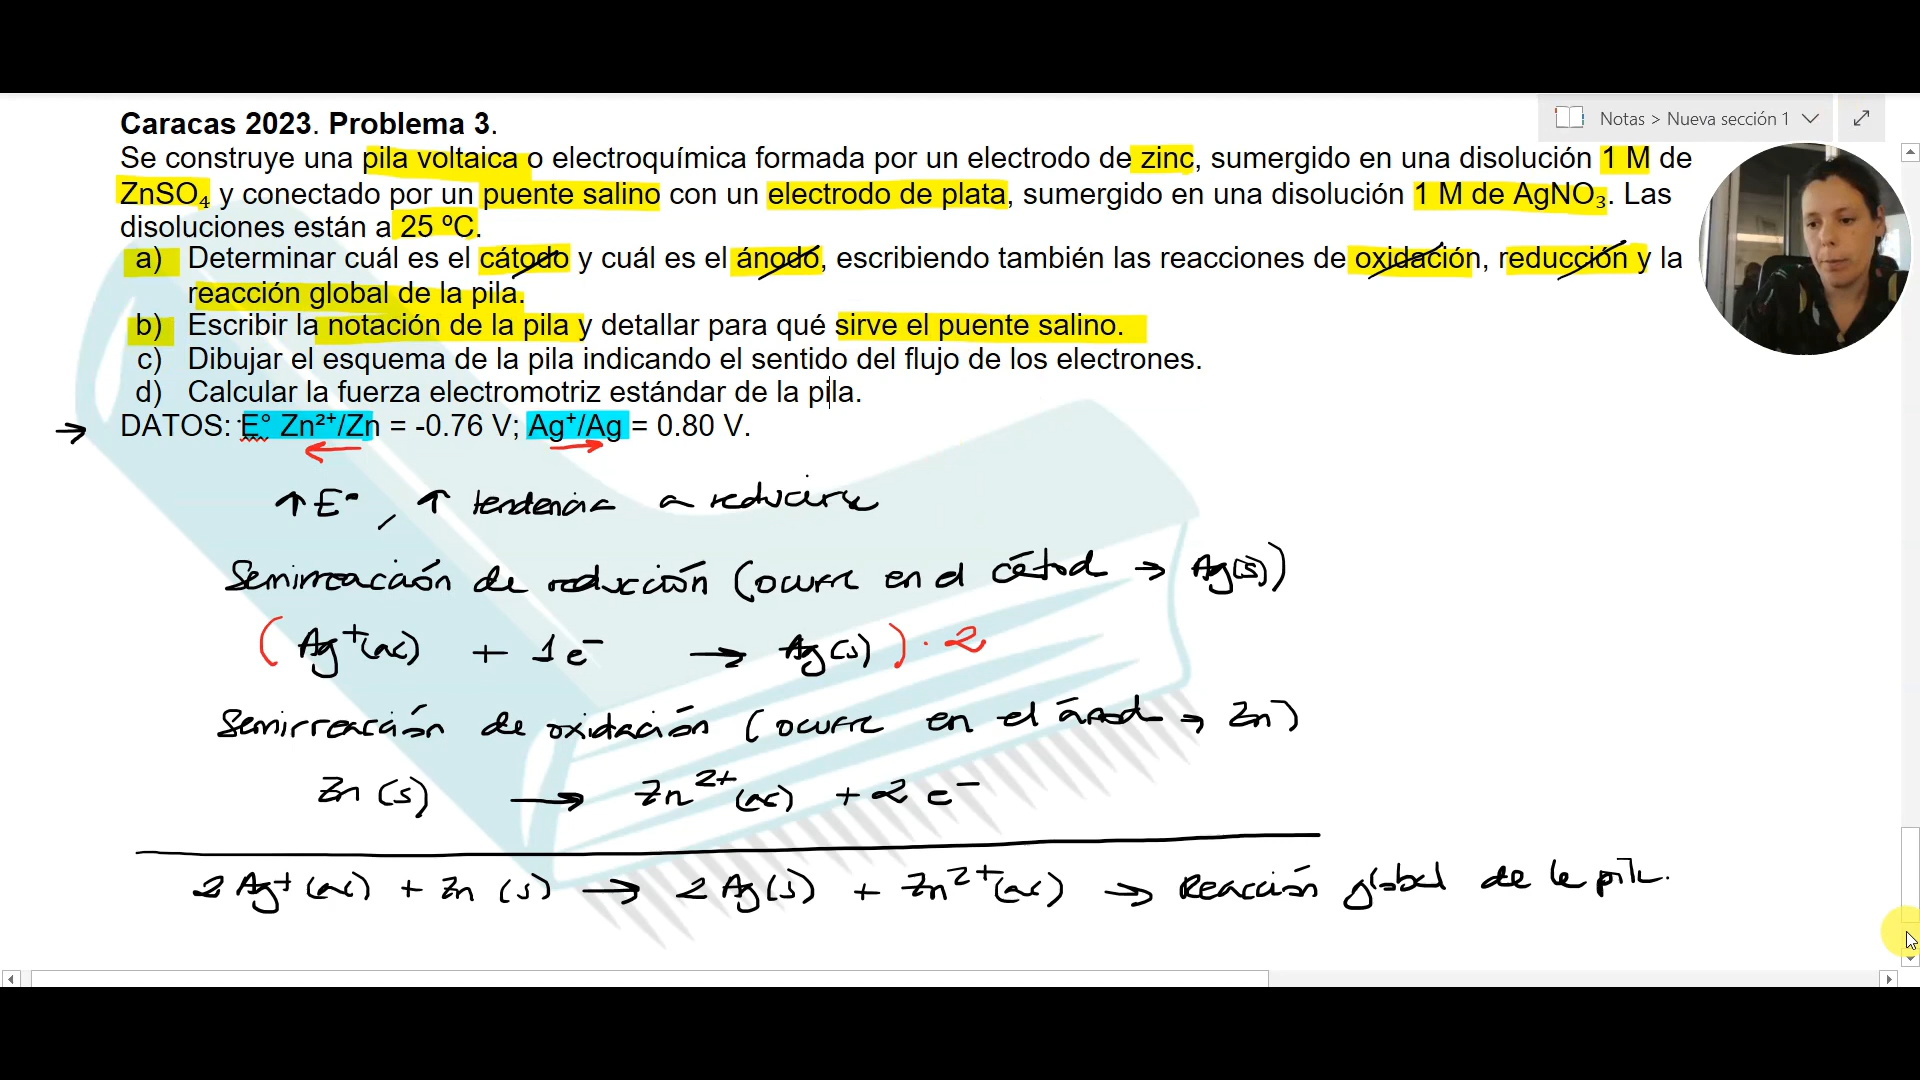 Notas > Nueva sección 1
Caracas 2023. Problema 3.
Se construye una pila voltaica o electroquímica formada por un electrodo de zinc, sumergido en una disolución 1 M de
ZnSO₄ y conectado por un puente salino con un electrodo de plata, sumergido en una disolución 1 M de AgNO₃. Las
disoluciones están a 25 ºC.
a) Determinar cuál es el cátodo y cuál es el ánodo, escribiendo también las reacciones de oxidación, reducción y la
reacción global de la pila.
b) Escribir la notación de la pila y detallar para qué sirve el puente salino.
c) Dibujar el esquema de la pila indicando el sentido del flujo de los electrones.
d) Calcular la fuerza electromotriz estándar de la pila.
→ DATOS: E° Zn²⁺/Zn = -0.76 V; Ag⁺/Ag = 0.80 V.
↑ E°, ↑ tendencia a reducirse
Semirreacción de reducción (ocurre en el cátodo → Ag(s))
(Ag⁺(ac) + 1e⁻ → Ag(s)) · 2
Semirreacción de oxidación (ocurre en el ánodo → Zn)
Zn (s) → Zn²⁺(ac) + 2 e⁻
2 Ag⁺(ac) + Zn (s) → 2 Ag(s) + Zn²⁺(ac) → Reacción global de la pila.